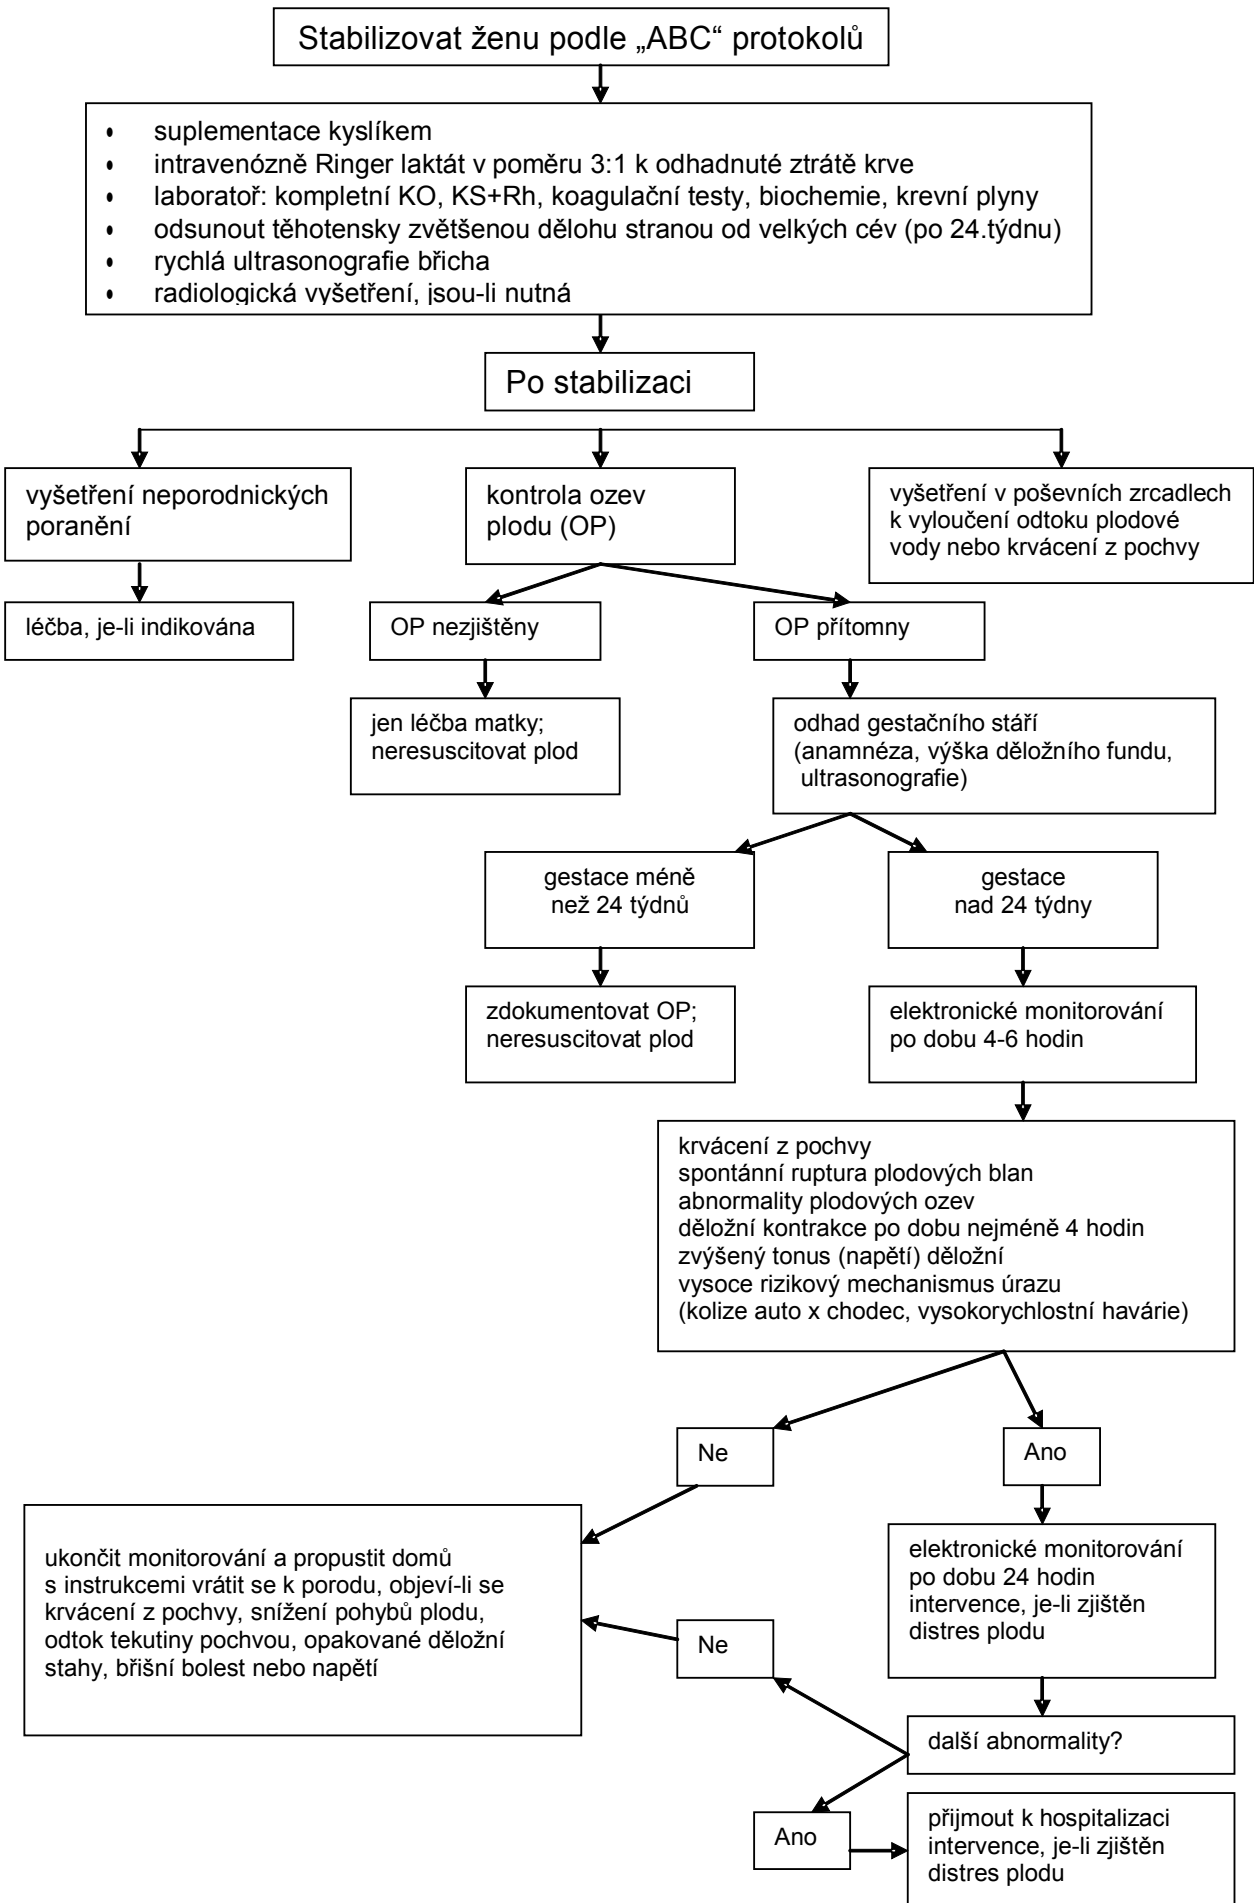 Stabilizovat ženu podle „ABC“ protokolů
• suplementace kyslíkem
• intravenózně Ringer laktát v poměru 3:1 k odhadnuté ztrátě krve
• laboratoř: kompletní KO, KS+Rh, koagulační testy, biochemie, krevní plyny
• odsunout těhotensky zvětšenou dělohu stranou od velkých cév (po 24.týdnu)
• rychlá ultrasonografie břicha
• radiologická vyšetření, jsou-li nutná
Po stabilizaci
vyšetření neporodnických
poranění
kontrola ozev
plodu (OP)
vyšetření v poševních zrcadlech
k vyloučení odtoku plodové
vody nebo krvácení z pochvy
léčba, je-li indikována
OP nezjištěny
OP přítomny
jen léčba matky;
neresuscitovat plod
odhad gestačního stáří
(anamnéza, výška děložního fundu,
ultrasonografie)
gestace méně
než 24 týdnů
gestace
nad 24 týdny
zdokumentovat OP;
neresuscitovat plod
elektronické monitorování
po dobu 4-6 hodin
krvácení z pochvy
spontánní ruptura plodových blan
abnormality plodových ozev
děložní kontrakce po dobu nejméně 4 hodin
zvýšený tonus (napětí) děložní
vysoce rizikový mechanismus úrazu
(kolize auto x chodec, vysokorychlostní havárie)
Ne
Ano
ukončit monitorování a propustit domů
s instrukcemi vrátit se k porodu, objeví-li se
krvácení z pochvy, snížení pohybů plodu,
odtok tekutiny pochvou, opakované děložní
stahy, břišní bolest nebo napětí
elektronické monitorování
po dobu 24 hodin
intervence, je-li zjištěn
distres plodu
Ne
další abnormality?
Ano
přijmout k hospitalizaci
intervence, je-li zjištěn
distres plodu